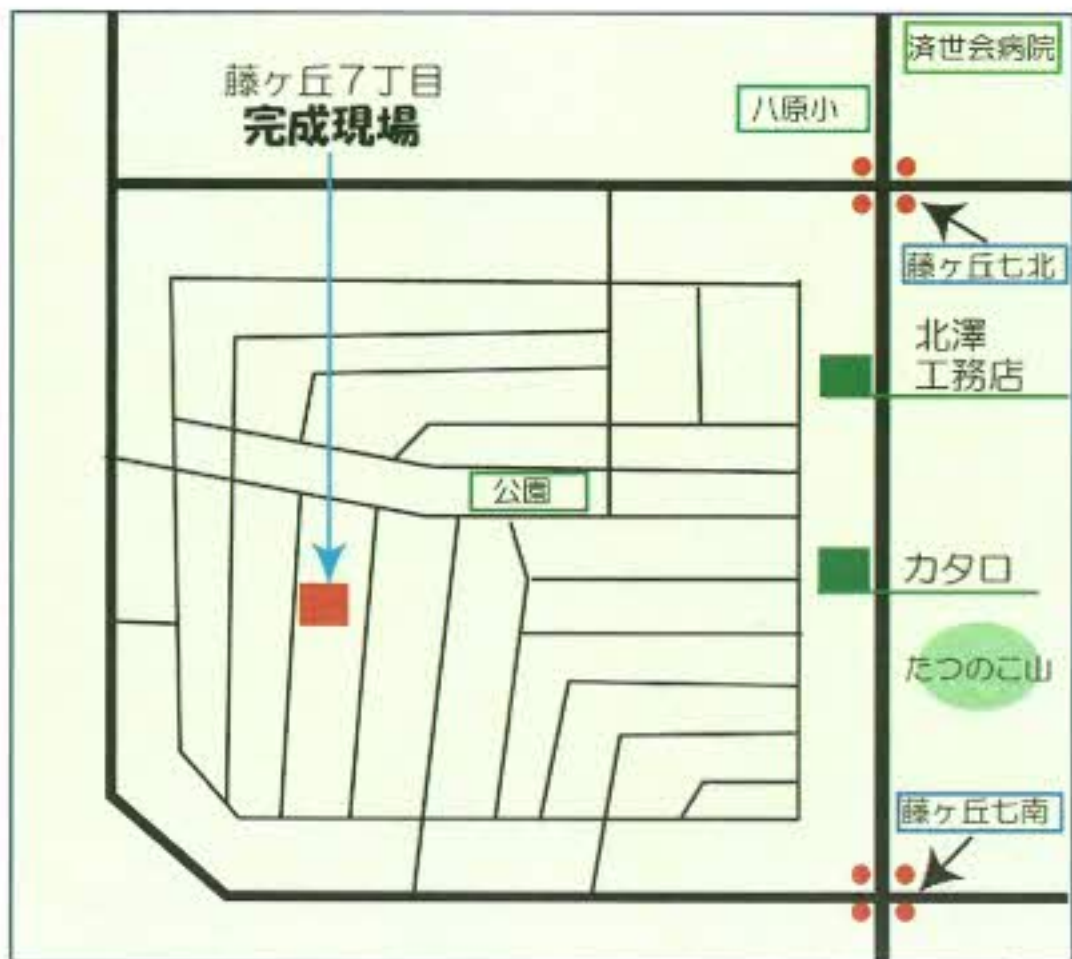 済世会病院
藤ヶ丘7丁目
完成現場
八原小
藤ヶ丘七北
北澤
工務店
公園
カタロ
たつのこ山
藤ヶ丘七南